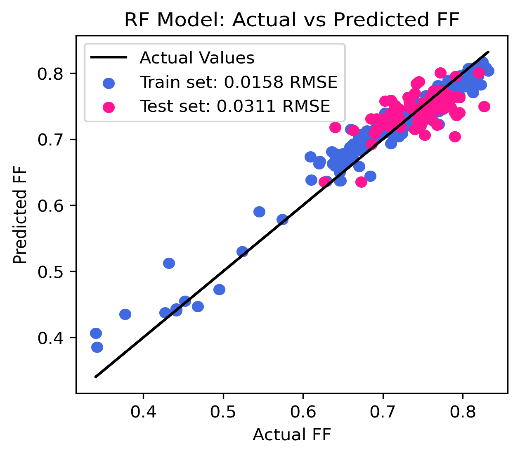 RF Model: Actual vs Predicted FF
Actual Values
Train set: 0.0158 RMSE
Test set: 0.0311 RMSE
Predicted FF
0.8
0.7
0.6
0.5
0.4
0.4 0.5 0.6 0.7 0.8
Actual FF